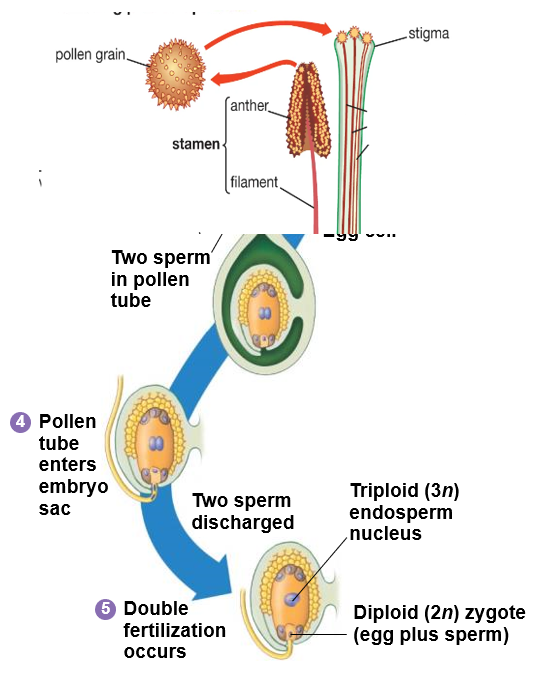 pollen grain
stigma
anther
stamen
filament
Two sperm
in pollen
tube
4 Pollen
tube
enters
embryo
sac
Two sperm
discharged
Triploid (3n)
endosperm
nucleus
5 Double
fertilization
occurs
Diploid (2n) zygote
(egg plus sperm)